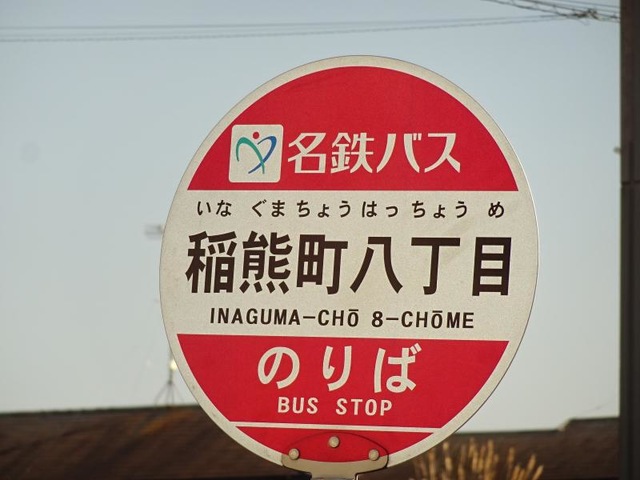 名鉄バス
いなぐまちょうはっちょうめ
稲熊町八丁目
INAGUMA-CHŌ 8-CHŌME
のりば
BUS STOP